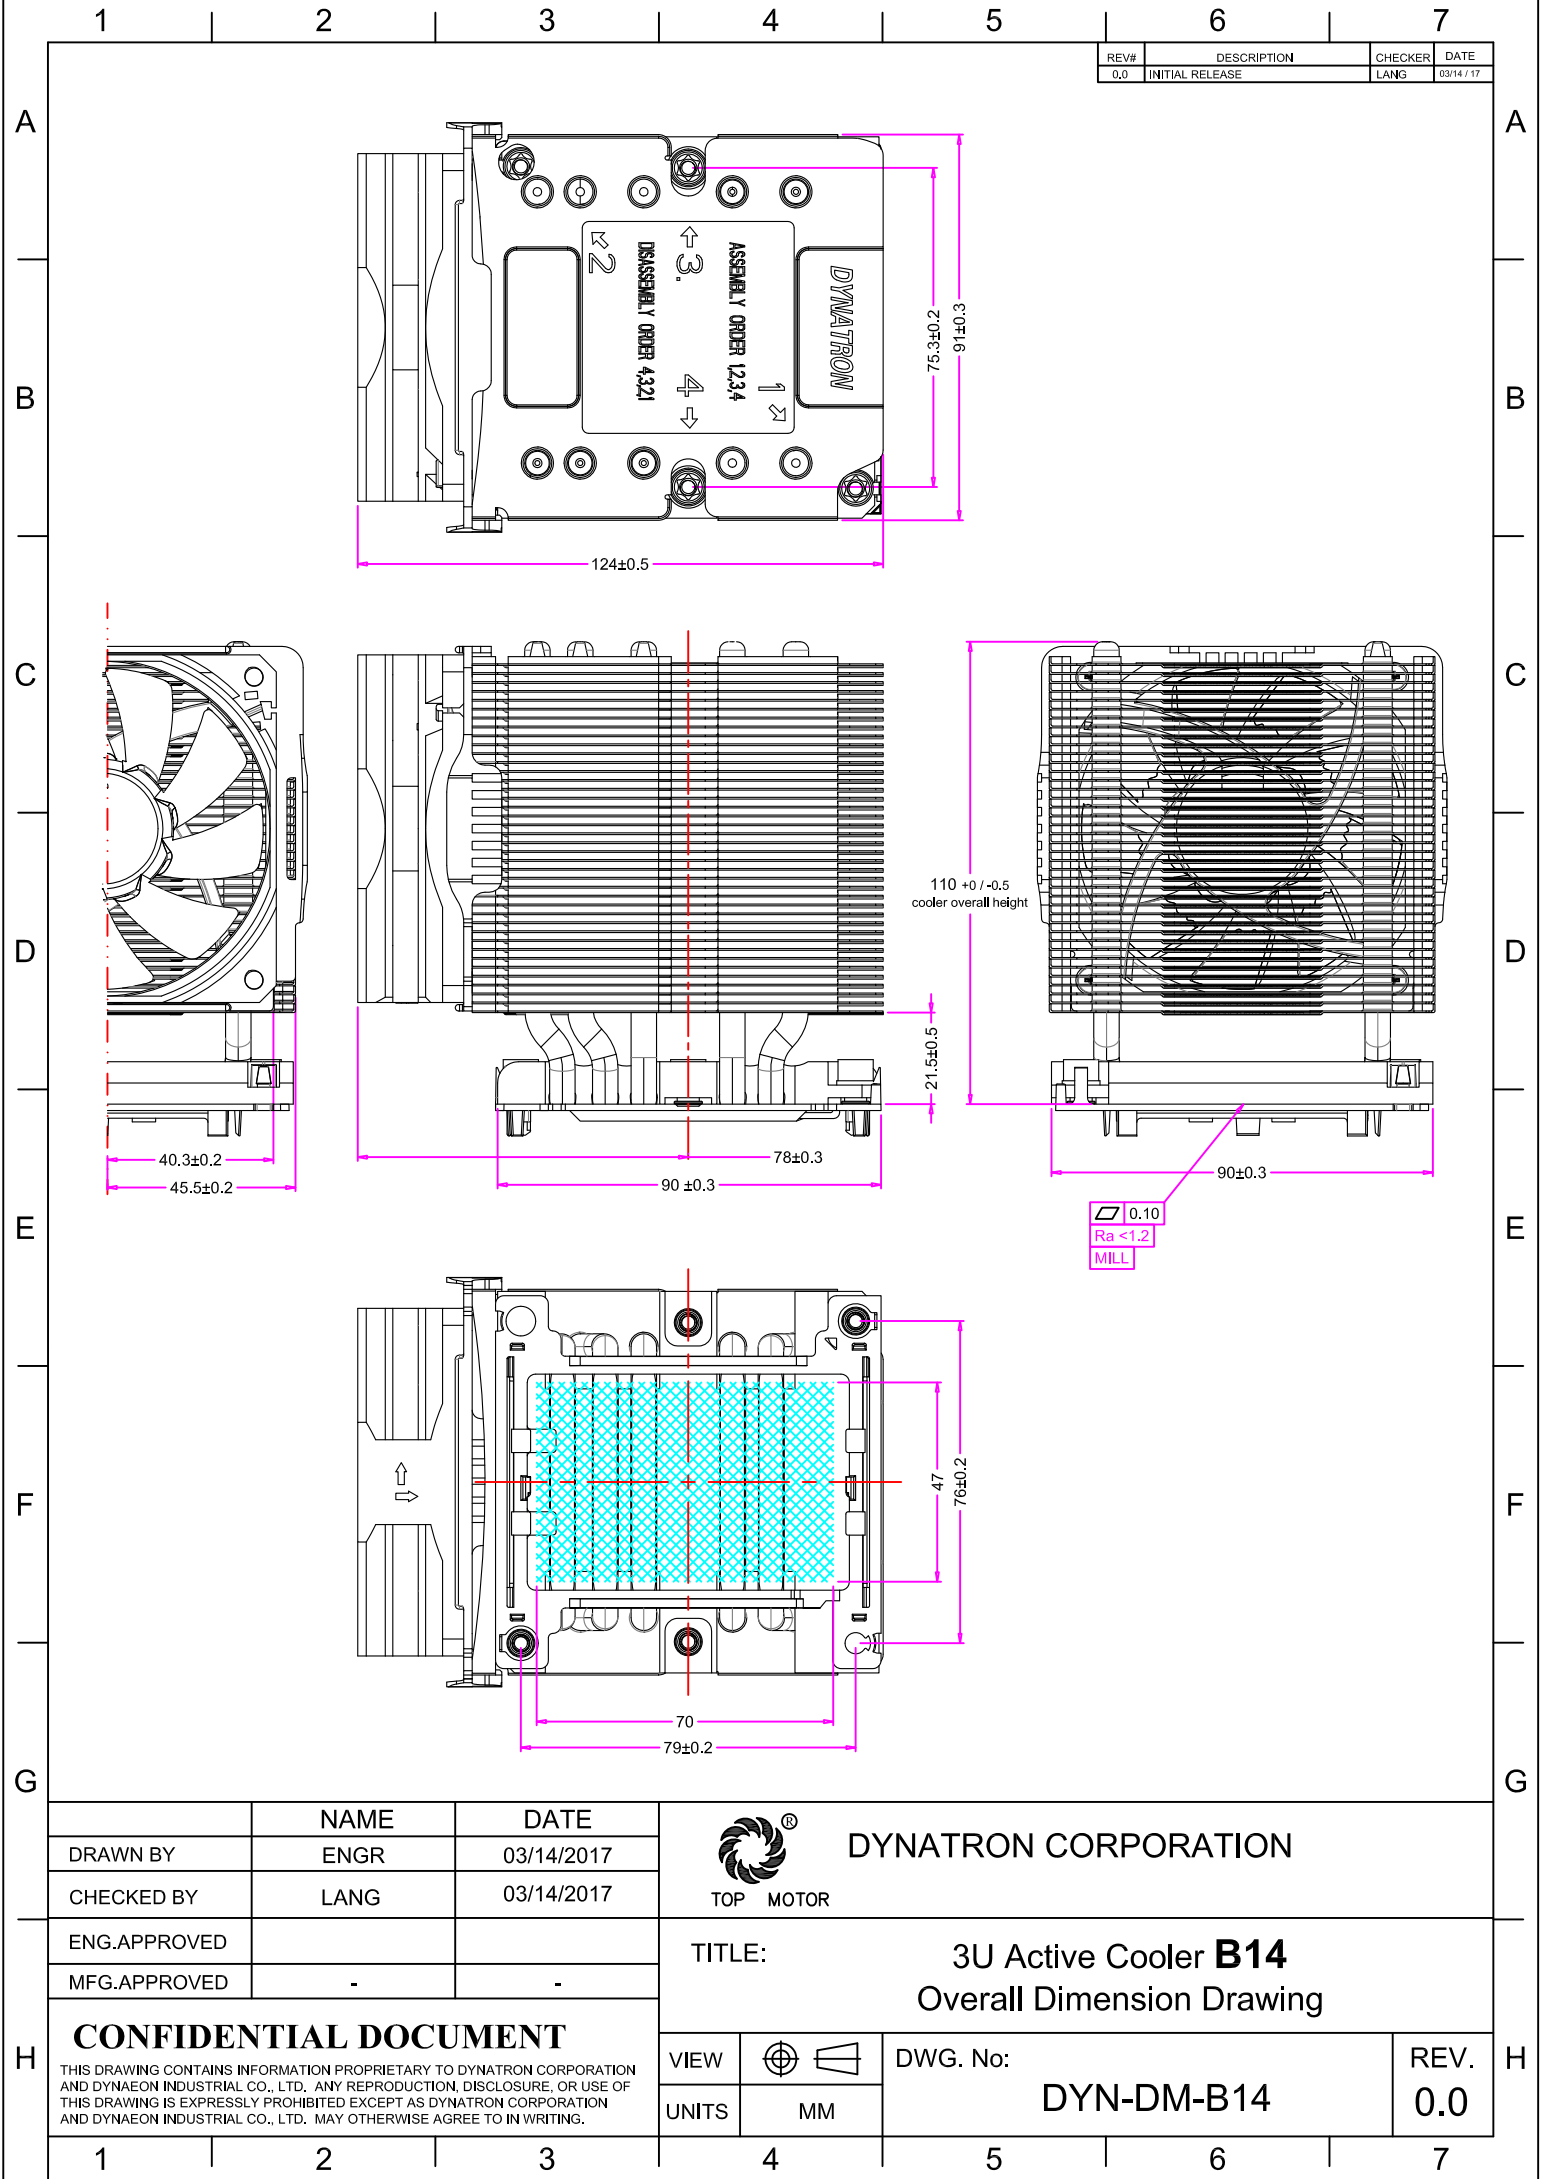 1 2 3 4 5 6 7
REV# DESCRIPTION CHECKER DATE
0.0 INITIAL RELEASE LANG 03/14 / 17
A A
B B
C C
D D
E E
F F
G G
H H
2
3.
DISASSEMBLY ORDER 4,3,2,1
ASSEMBLY ORDER 1,2,3,4
4
1
DYNATRON
75.3±0.2
91±0.3
124±0.5
110 +0 / -0.5
cooler overall height
21.5±0.5
40.3±0.2
45.5±0.2
78±0.3
90 ±0.3
90±0.3
0.10
Ra <1.2
MILL
47
76±0.2
70
79±0.2
NAME DATE
DRAWN BY ENGR 03/14/2017
CHECKED BY LANG 03/14/2017
ENG.APPROVED
MFG.APPROVED - -
®
TOP MOTOR
DYNATRON CORPORATION
TITLE:
3U Active Cooler B14
Overall Dimension Drawing
CONFIDENTIAL DOCUMENT
THIS DRAWING CONTAINS INFORMATION PROPRIETARY TO DYNATRON CORPORATION
AND DYNAEON INDUSTRIAL CO., LTD. ANY REPRODUCTION, DISCLOSURE, OR USE OF
THIS DRAWING IS EXPRESSLY PROHIBITED EXCEPT AS DYNATRON CORPORATION
AND DYNAEON INDUSTRIAL CO., LTD. MAY OTHERWISE AGREE TO IN WRITING.
VIEW
UNITS MM
DWG. No:
DYN-DM-B14
REV.
0.0
1 2 3 4 5 6 7